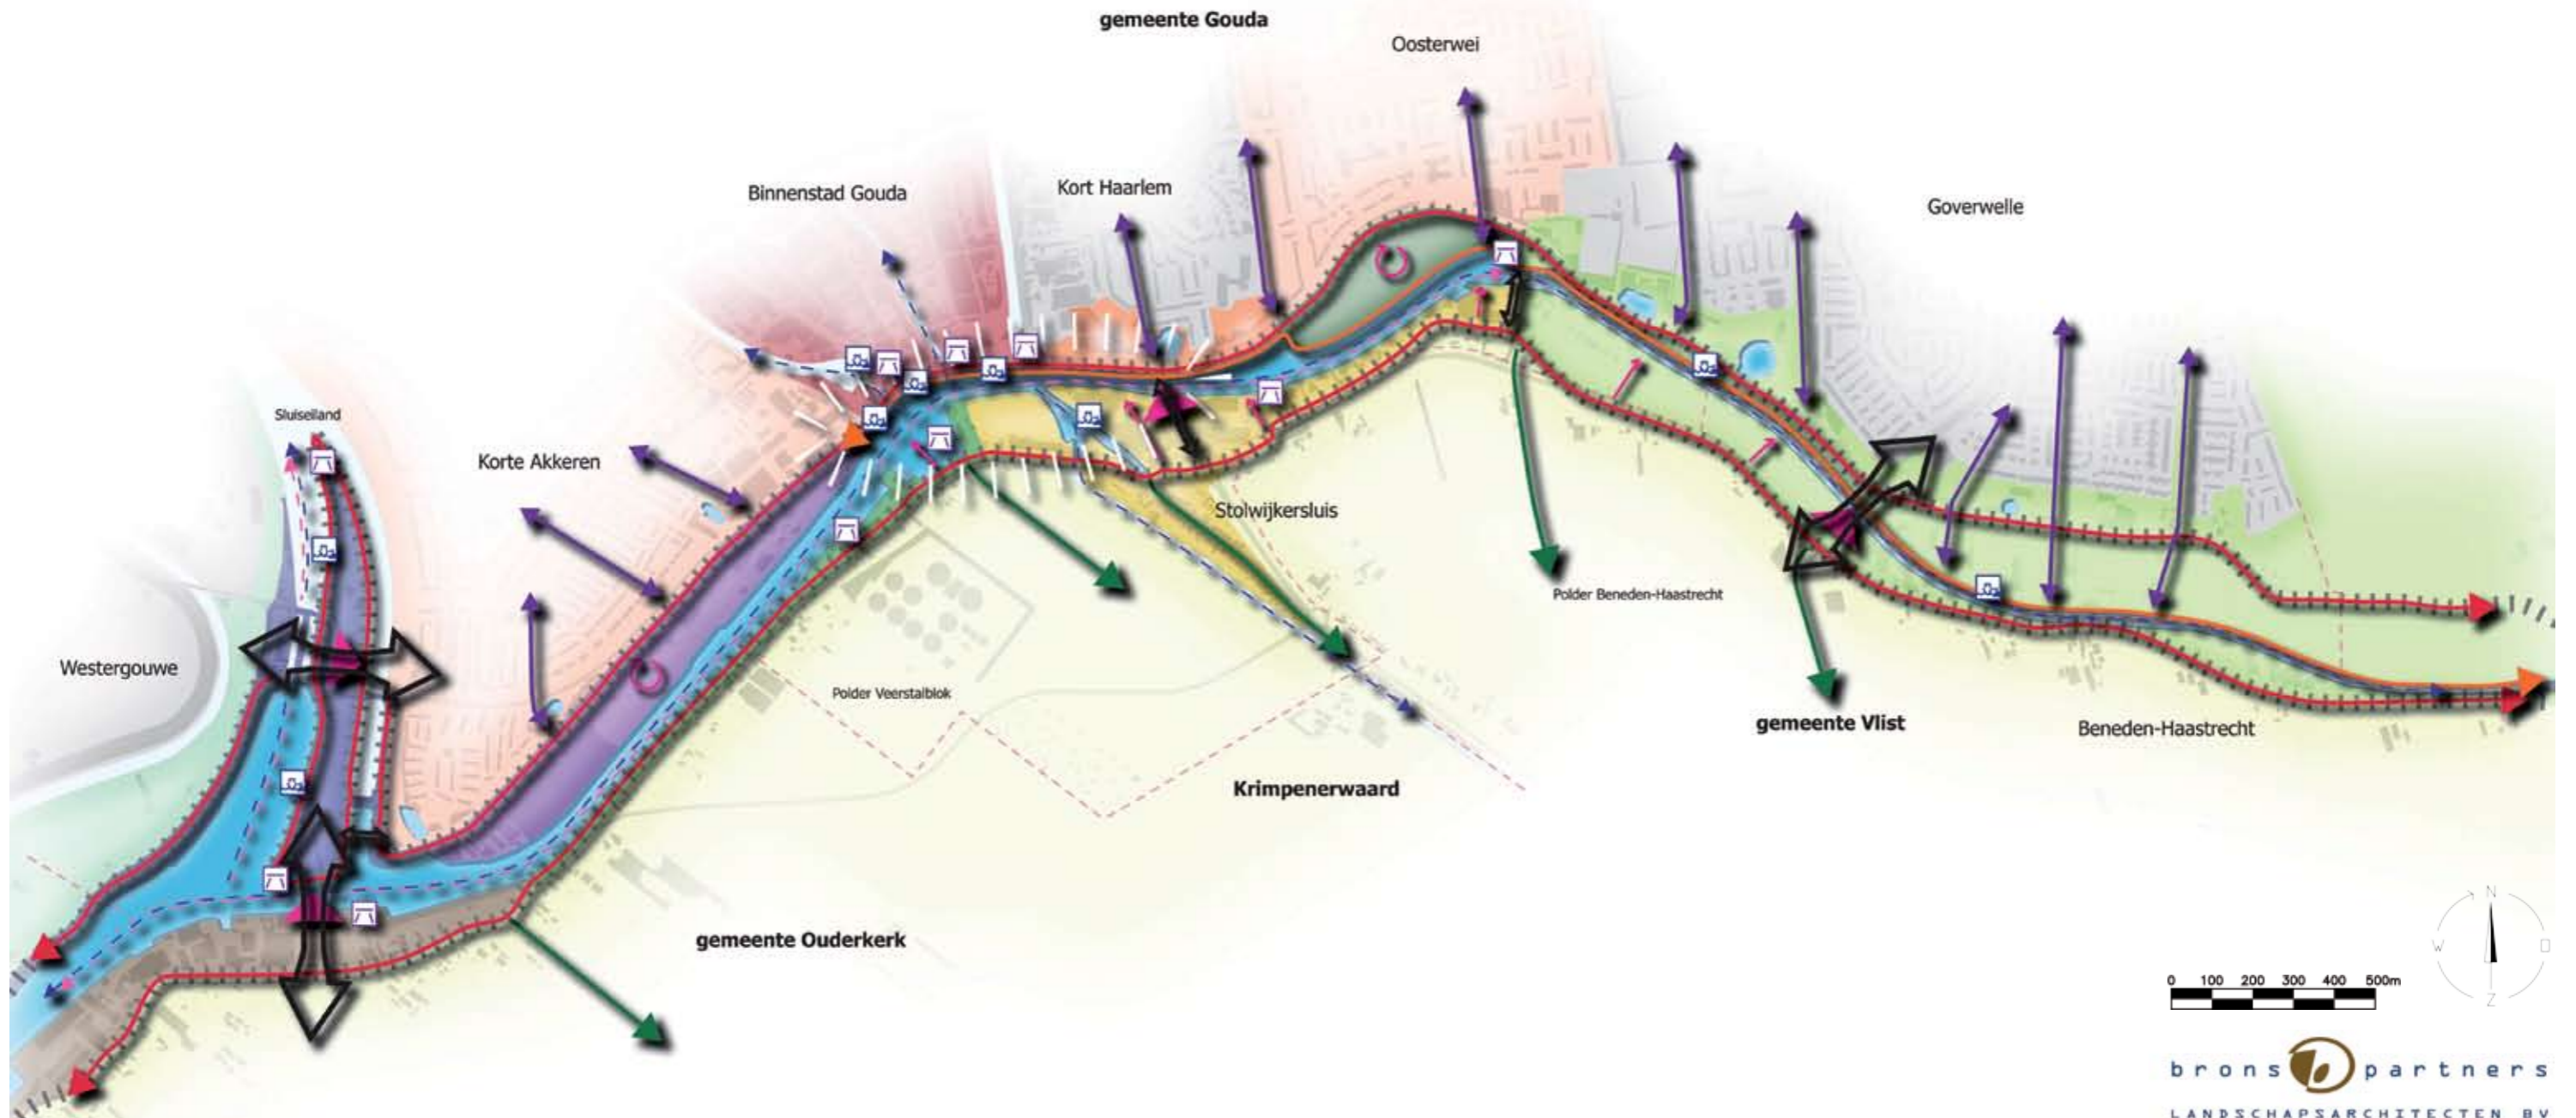 gemeente Gouda
Oosterwei
Binnenstad Gouda
Kort Haarlem
Goverwelle
Sluiseiland
Korte Akkeren
Stolwijkersluis
Polder Beneden-Haastrecht
Westergouwe
Polder Veerstalblok
gemeente Vlist
Beneden-Haastrecht
Krimpenerwaard
gemeente Ouderkerk
N
W O
Z
0 100 200 300 400 500m
brons partners
LANDSCHAPSARCHITECTEN BV